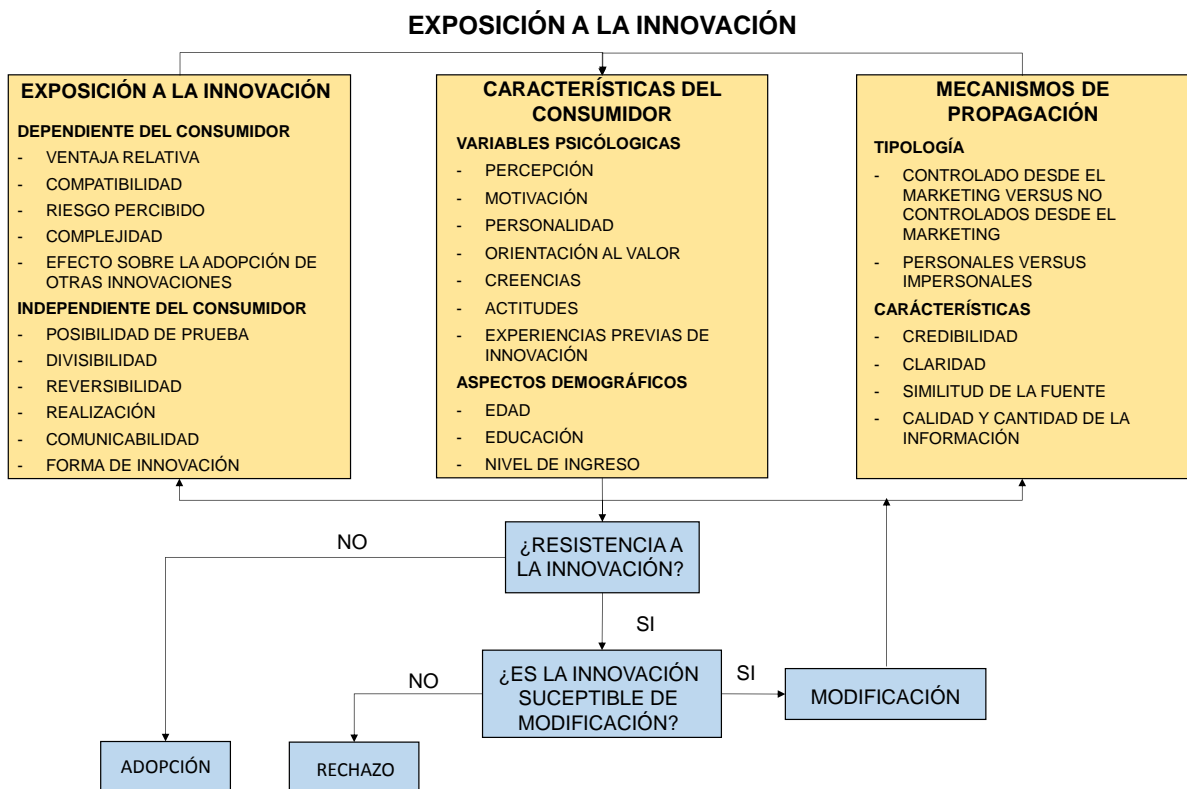 EXPOSICIÓN A LA INNOVACIÓN
EXPOSICIÓN A LA INNOVACIÓN
DEPENDIENTE DEL CONSUMIDOR
- VENTAJA RELATIVA
- COMPATIBILIDAD
- RIESGO PERCIBIDO
- COMPLEJIDAD
- EFECTO SOBRE LA ADOPCIÓN DE
OTRAS INNOVACIONES
INDEPENDIENTE DEL CONSUMIDOR
- POSIBILIDAD DE PRUEBA
- DIVISIBILIDAD
- REVERSIBILIDAD
- REALIZACIÓN
- COMUNICABILIDAD
- FORMA DE INNOVACIÓN
CARACTERÍSTICAS DEL
CONSUMIDOR
VARIABLES PSICÓLOGICAS
- PERCEPCIÓN
- MOTIVACIÓN
- PERSONALIDAD
- ORIENTACIÓN AL VALOR
- CREENCIAS
- ACTITUDES
- EXPERIENCIAS PREVIAS DE
INNOVACIÓN
ASPECTOS DEMOGRÁFICOS
- EDAD
- EDUCACIÓN
- NIVEL DE INGRESO
MECANISMOS DE
PROPAGACIÓN
TIPOLOGÍA
- CONTROLADO DESDE EL
MARKETING VERSUS NO
CONTROLADOS DESDE EL
MARKETING
- PERSONALES VERSUS
IMPERSONALES
CARÁCTERÍSTICAS
- CREDIBILIDAD
- CLARIDAD
- SIMILITUD DE LA FUENTE
- CALIDAD Y CANTIDAD DE LA
INFORMACIÓN
NO
¿RESISTENCIA A
LA INNOVACIÓN?
SI
NO
¿ES LA INNOVACIÓN
SUCEPTIBLE DE
MODIFICACIÓN?
SI
MODIFICACIÓN
ADOPCIÓN
RECHAZO